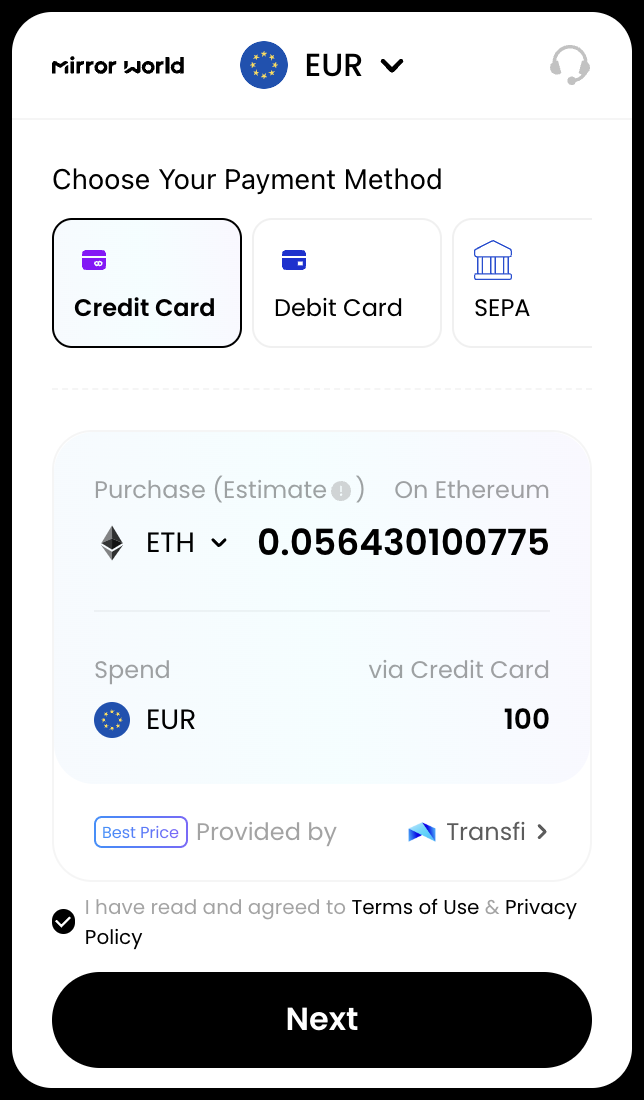 mirror world
EUR
Choose Your Payment Method
Credit Card
Debit Card
SEPA
Purchase (Estimate!)
On Ethereum
ETH
0.056430100775
Spend
via Credit Card
EUR
100
Best Price
Provided by
Transfi
I have read and agreed to Terms of Use & Privacy
Policy
Next